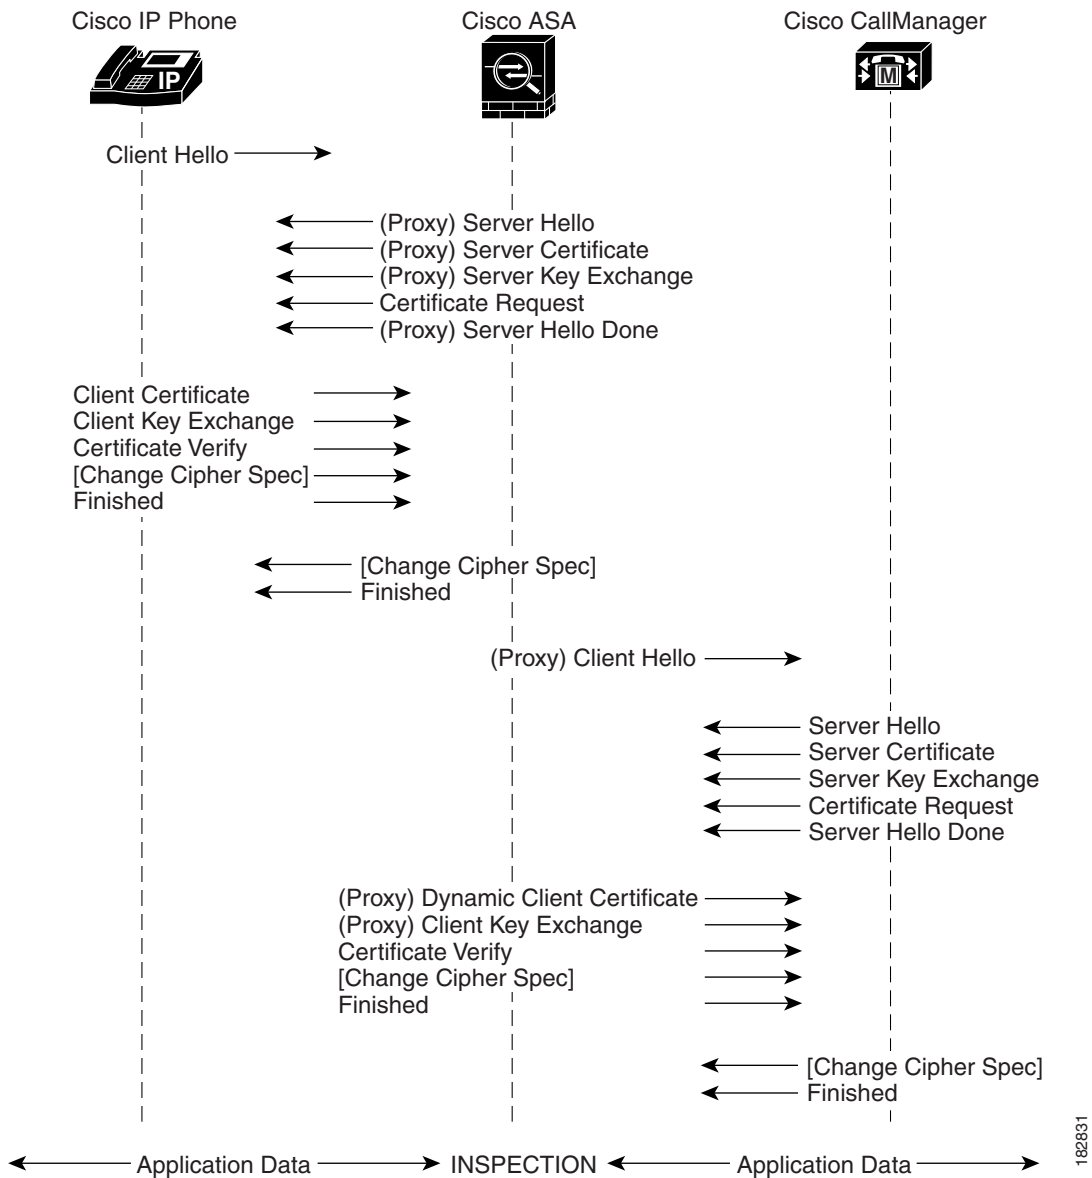 Cisco IP Phone
Cisco ASA
Cisco CallManager
IP
M
Client Hello
(Proxy) Server Hello
(Proxy) Server Certificate
(Proxy) Server Key Exchange
Certificate Request
(Proxy) Server Hello Done
Client Certificate
Client Key Exchange
Certificate Verify
[Change Cipher Spec]
Finished
[Change Cipher Spec]
Finished
(Proxy) Client Hello
Server Hello
Server Certificate
Server Key Exchange
Certificate Request
Server Hello Done
(Proxy) Dynamic Client Certificate
(Proxy) Client Key Exchange
Certificate Verify
[Change Cipher Spec]
Finished
[Change Cipher Spec]
Finished
Application Data
INSPECTION
Application Data
182831